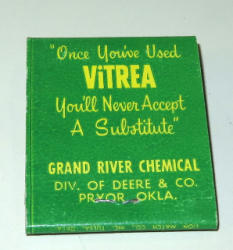 "Once You've Used
ViTREA
You'll Never Accept
A Substitute"
GRAND RIVER CHEMICAL
DIV. OF DEERE & CO.
PRYOR, OKLA.